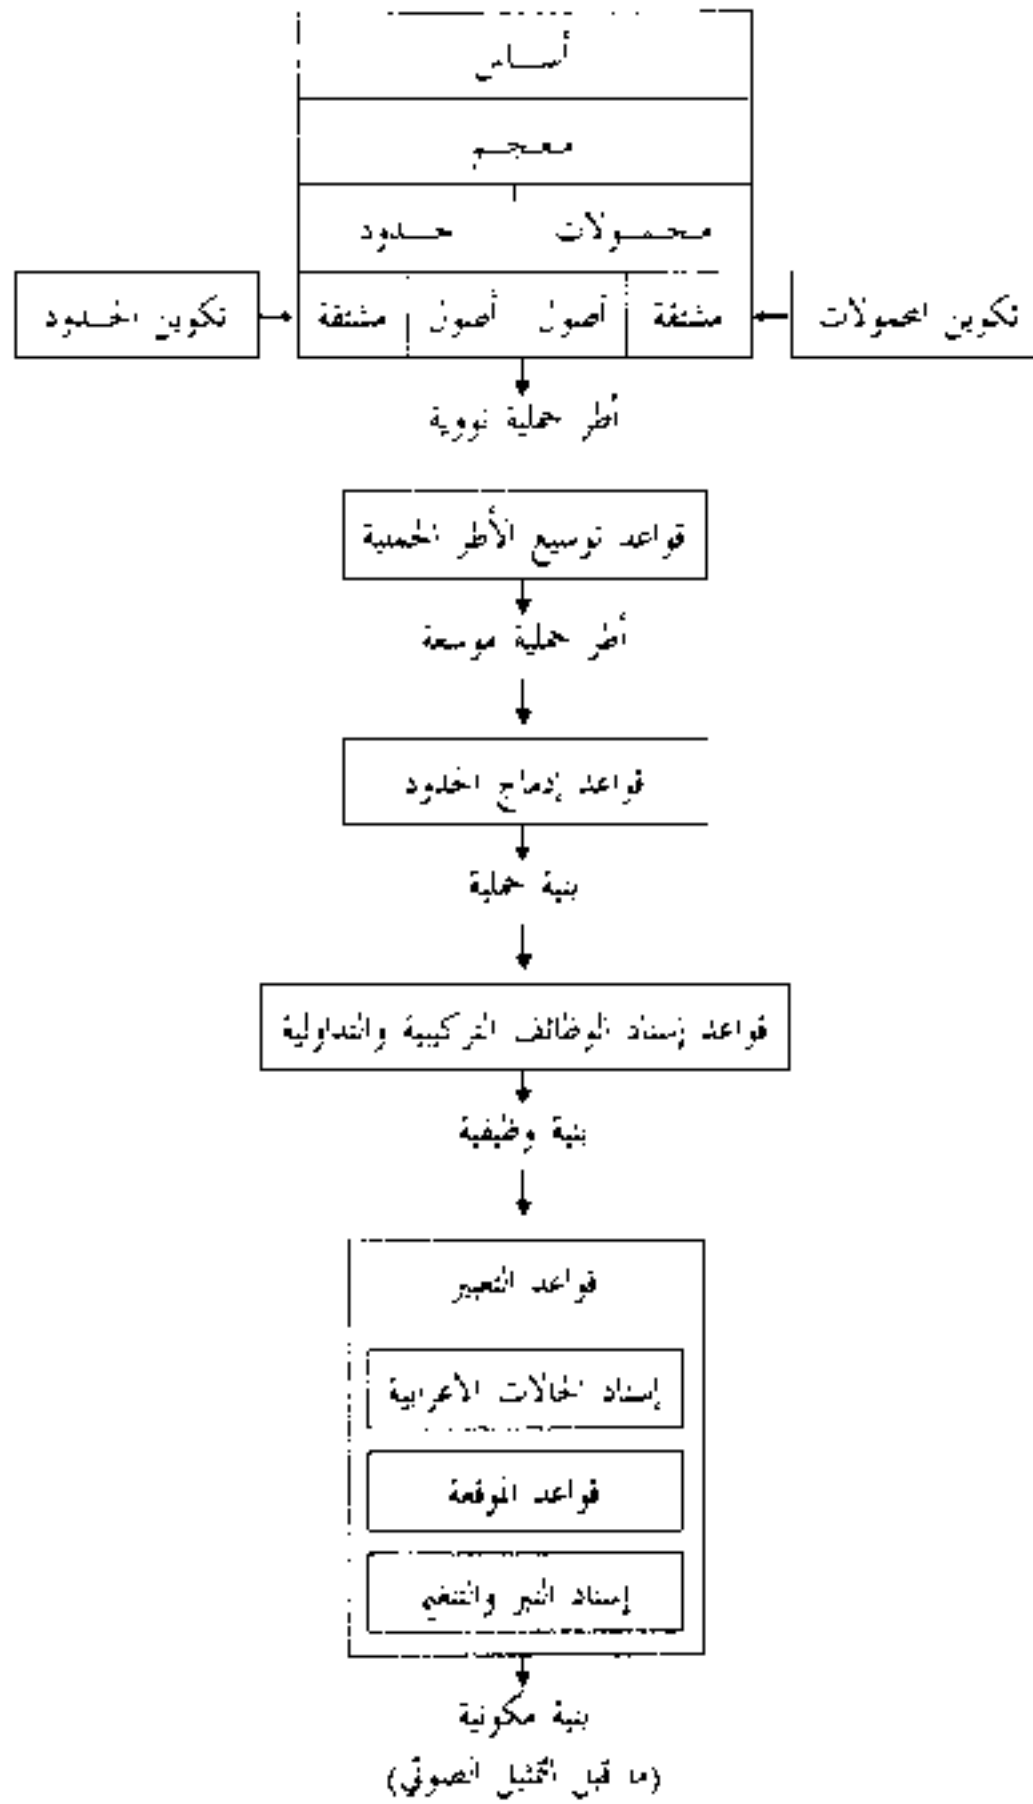 أساس
معجم
محمولات حدود
تكوين المحمولات مشتقة أصول أصول مشتقة تكوين الحدود
أطر حملية نووية
قواعد توسيع الأطر الحملية
أطر حملية موسعة
قواعد إدماج الحدود
بنية حملية
قواعد إسناد الوظائف التركيبية والتداولية
بنية وظيفية
قواعد التعبير
إسناد الحالات الاعرابية
قواعد الموقعة
إسناد النبر والتنغيم
بنية مكونية
(ما قبل التمثيل الصوتي)